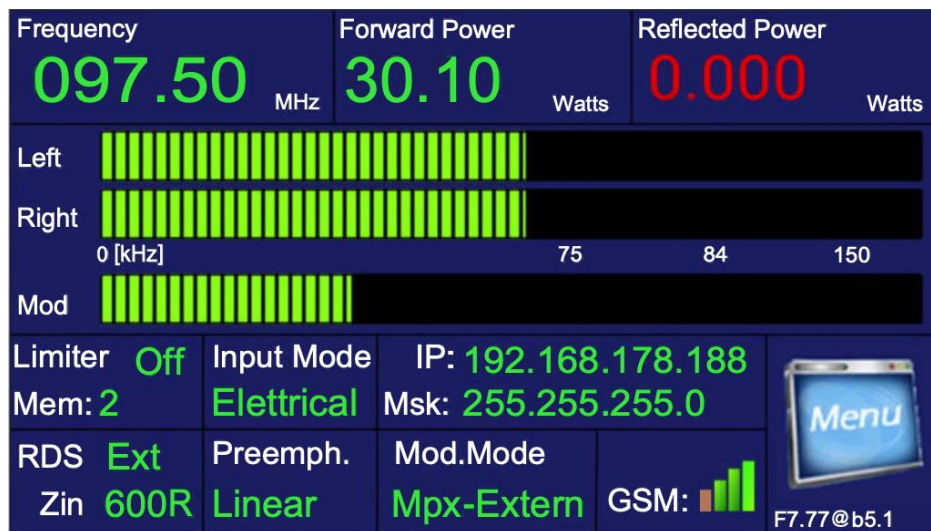 Frequency Forward Power Reflected Power
097.50 MHz 30.10 Watts 0.000 Watts
Left
Right
0 [kHz] 75 84 150
Mod
Limiter Off Input Mode IP: 192.168.178.188
Mem: 2 Elettrical Msk: 255.255.255.0
Menu
RDS Ext Preemph. Mod.Mode
Zin 600R Linear Mpx-Extern GSM:
F7.77@b5.1